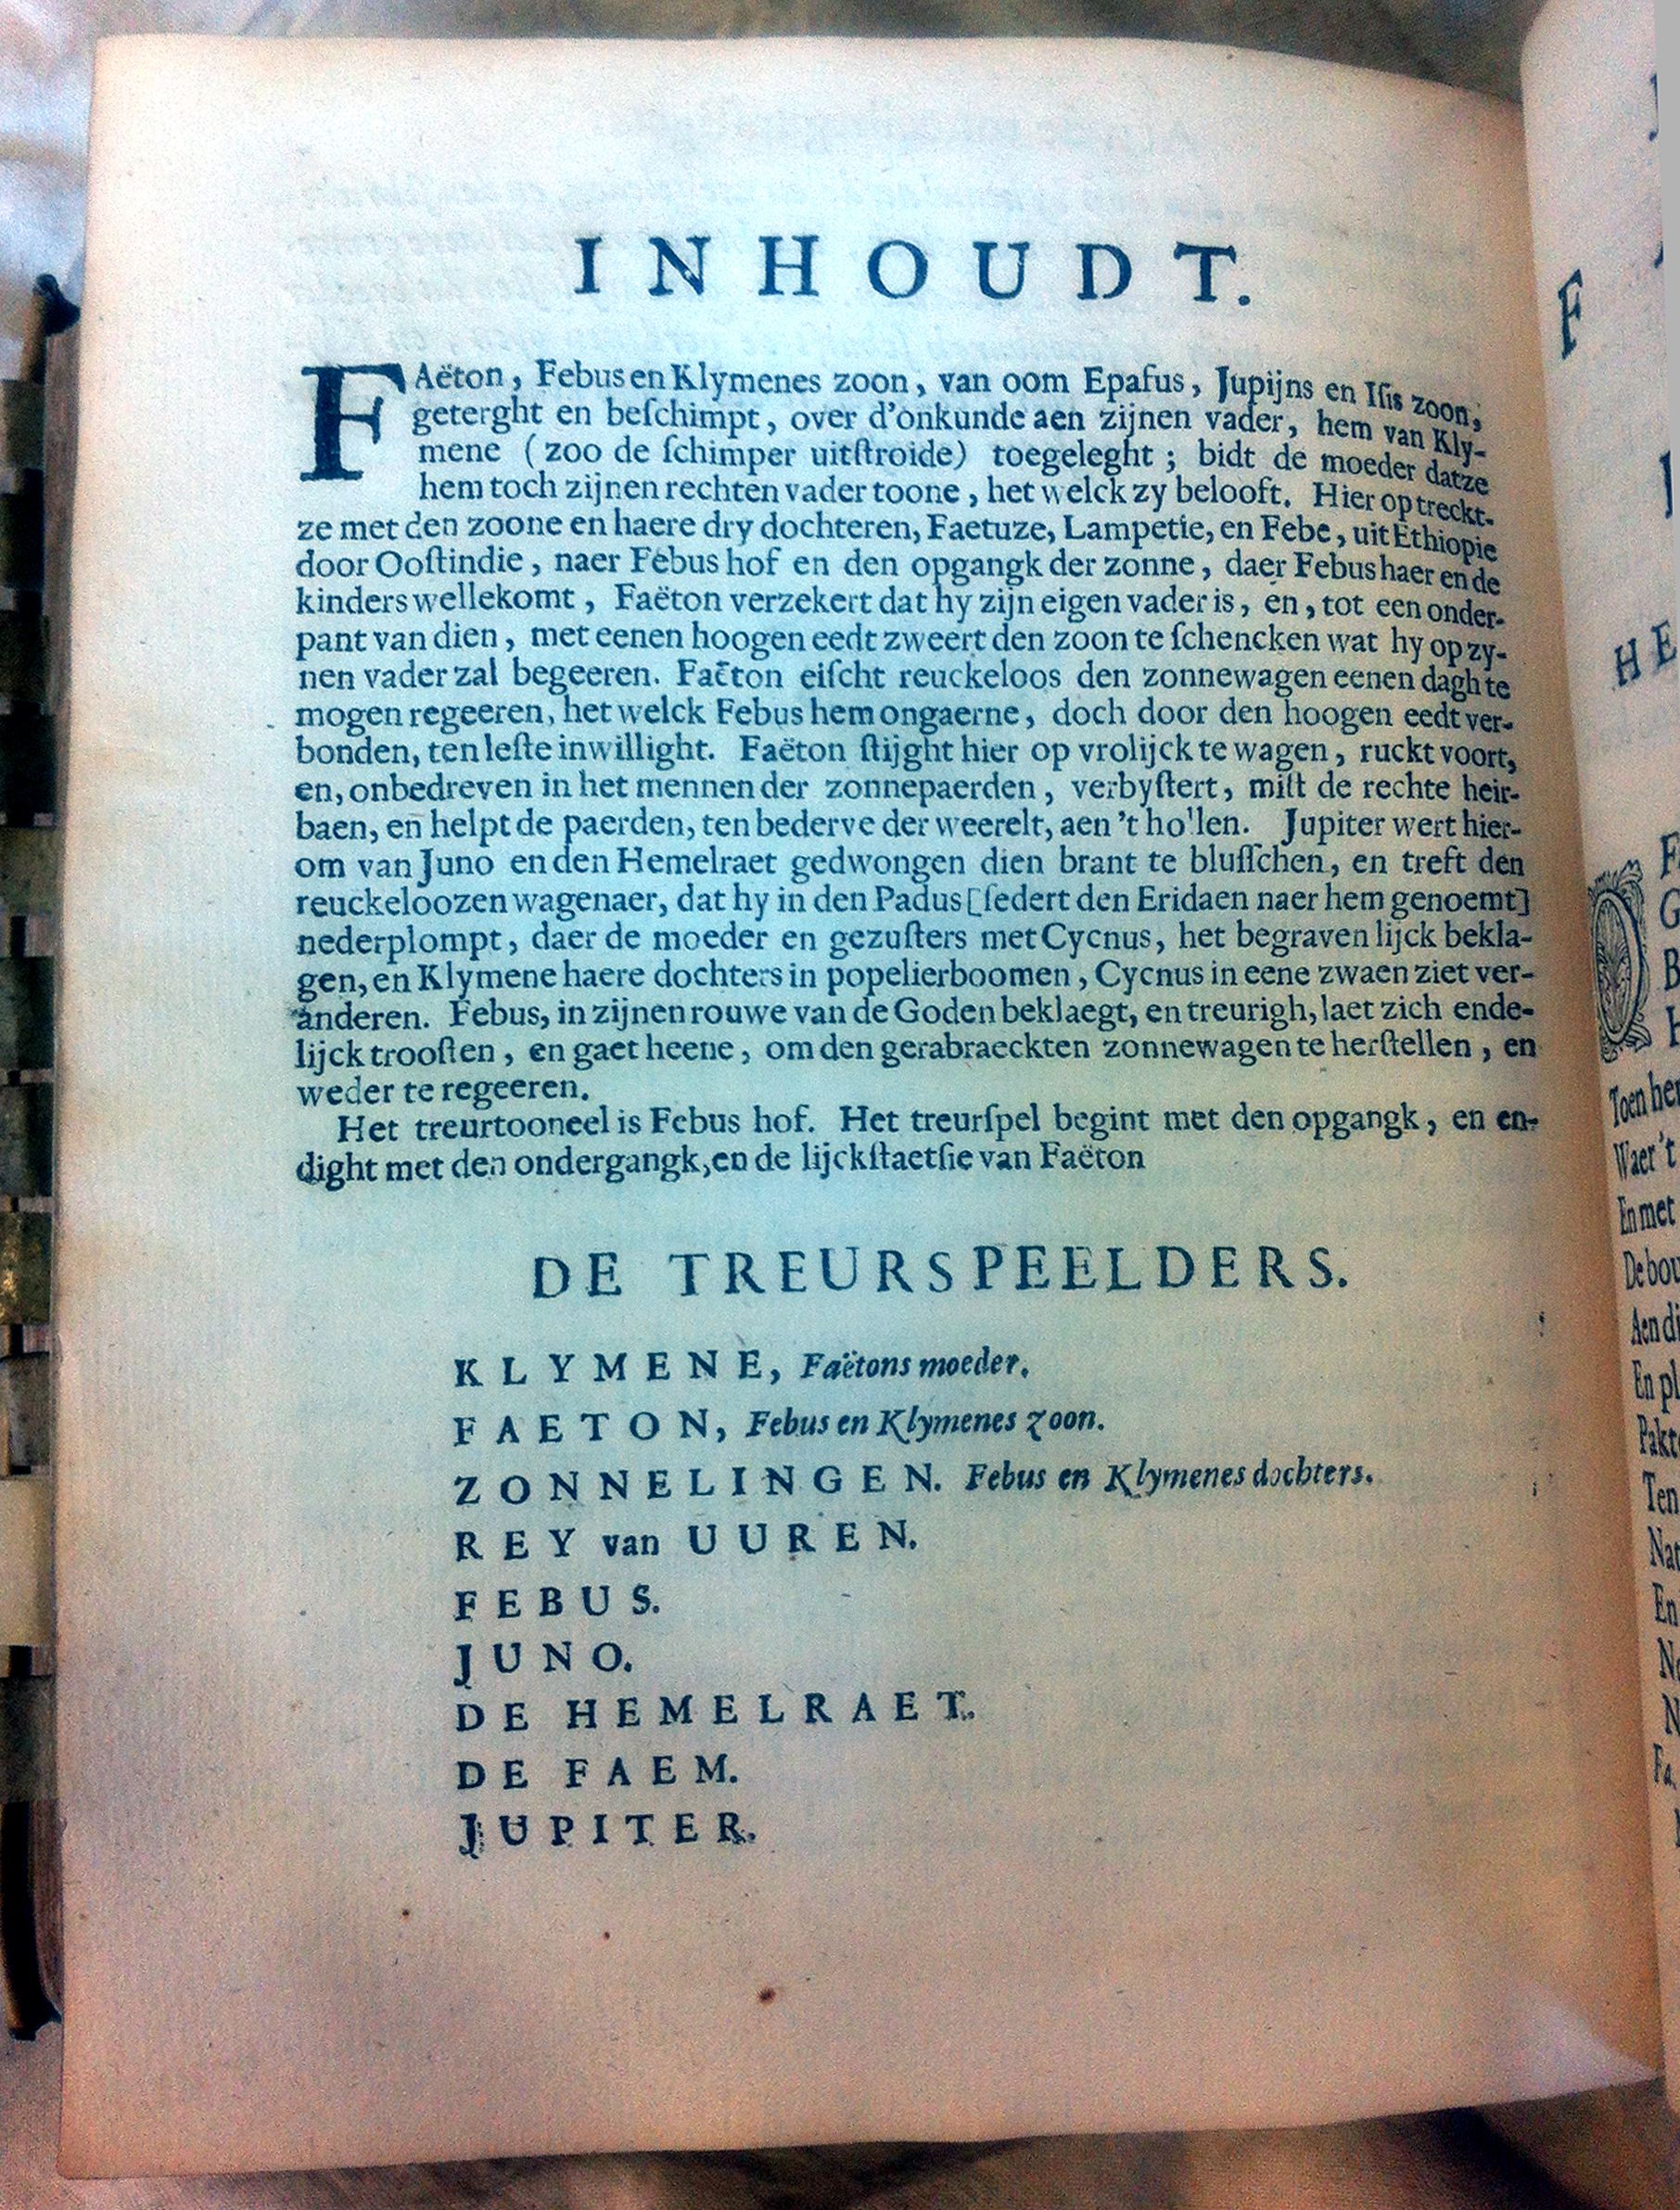 INHOUDT.
FAëton, Febus en Klymenes zoon, van oom Epafus, Jupijns en Iſis zoon,
geterght en beſchimpt, over d'onkunde aen zijnen vader, hem van Kly-
mene (zoo de ſchimper uitſtroide) toegeleght; bidt de moeder datze
hem toch zijnen rechten vader toone, het welck zy belooft. Hier op treckt-
ze met den zoone en haere dry dochteren, Faetuze, Lampetie, en Febe, uit Ethiopie
door Ooſtindie, naer Febus hof en den opgangk der zonne, daer Febus haer en de
kinders wellekomt, Faëton verzekert dat hy zijn eigen vader is, en, tot een onder-
pant van dien, met eenen hoogen eedt zweert den zoon te ſchencken wat hy op zy-
nen vader zal begeeren. Faëton eiſcht reuckeloos den zonnewagen eenen dagh te
mogen regeeren, het welck Febus hem ongaerne, doch door den hoogen eedt ver-
bonden, ten leſte inwillight. Faëton ſtijght hier op vrolijck te wagen, ruckt voort,
en, onbedreven in het mennen der zonnepaerden, verbyſtert, miſt de rechte heir-
baen, en helpt de paerden, ten bederve der weerelt, aen 't hollen. Jupiter wert hier-
om van Juno en den Hemelraet gedwongen dien brant te bluſſchen, en treft den
reuckeloozen wagenaer, dat hy in den Padus [ſedert den Eridaen naer hem genoemt]
nederplompt, daer de moeder en gezuſters met Cycnus, het begraven lijck bekla-
gen, en Klymene haere dochters in popelierboomen, Cycnus in eene zwaen ziet ver-
anderen. Febus, in zijnen rouwe van de Goden beklaegt, en treurigh, laet zich ende-
lijck trooſten, en gaet heene, om den gerabraeckten zonnewagen te herſtellen, en
weder te regeeren.
Het treurtooneel is Febus hof. Het treurſpel begint met den opgangk, en en-
dight met den ondergangk, en de lijckſtaetſie van Faëton
DE TREURSPEELDERS.
KLYMENE, Faëtons moeder.
FAETON, Febus en Klymenes zoon.
ZONNELINGEN. Febus en Klymenes dochters.
REY van UUREN.
FEBUS.
JUNO.
DE HEMELRAET.
DE FAEM.
JUPITER.
F
HE
Toen
Waer 't
En met
De bou
Aen di
En pl
Pakt
Ten
Nat
En
Fa.